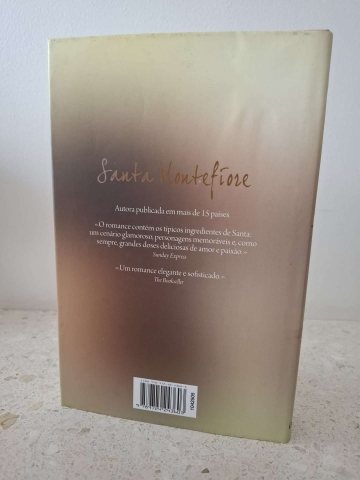 Santa Montefiore
Autora publicada em mais de 15 países
«O romance contém os típicos ingredientes de Santa:
um cenário glamoroso, personagens memoráveis e, como
sempre, grandes doses deliciosas de amor e paixão.»
Sunday Express
«Um romance elegante e sofisticado.»
The Bookseller